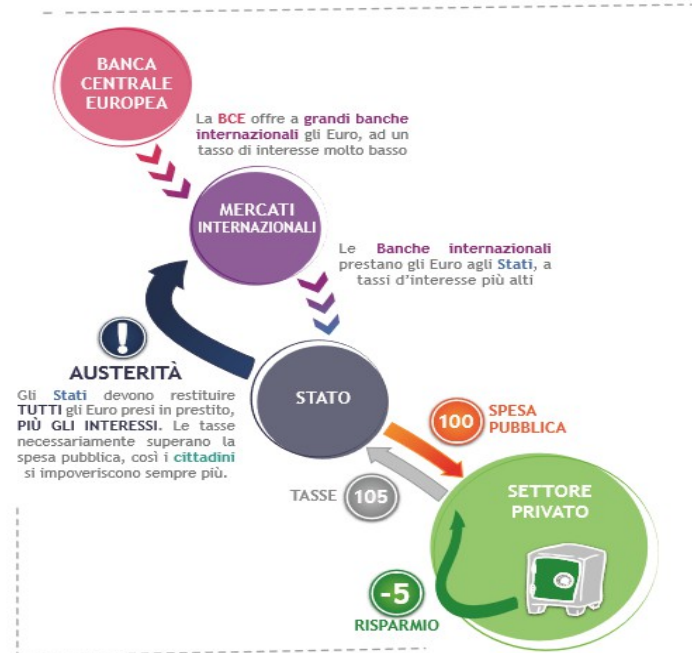 BANCA
CENTRALE
EUROPEA
La BCE offre a grandi banche
internazionali gli Euro, ad un
tasso di interesse molto basso
MERCATI
INTERNAZIONALI
Le Banche internazionali
prestano gli Euro agli Stati, a
tassi d'interesse più alti
!
AUSTERITÀ
Gli Stati devono restituire
TUTTI gli Euro presi in prestito,
PIÙ GLI INTERESSI. Le tasse
necessariamente superano la
spesa pubblica, così i cittadini
si impoveriscono sempre più.
STATO
100
SPESA
PUBBLICA
TASSE
105
SETTORE
PRIVATO
-5
RISPARMIO